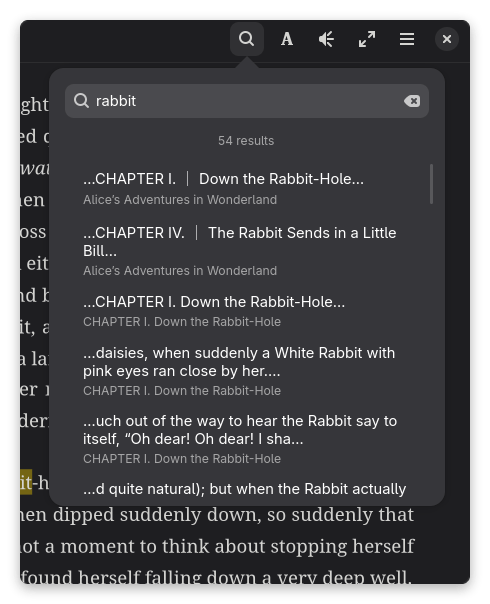 A
rabbit
54 results
…CHAPTER I. | Down the Rabbit-Hole…
Alice’s Adventures in Wonderland
…CHAPTER IV. | The Rabbit Sends in a Little
Bill…
Alice’s Adventures in Wonderland
…CHAPTER I. Down the Rabbit-Hole…
CHAPTER I. Down the Rabbit-Hole
…daisies, when suddenly a White Rabbit with
pink eyes ran close by her.…
CHAPTER I. Down the Rabbit-Hole
…uch out of the way to hear the Rabbit say to
itself, “Oh dear! Oh dear! I sha…
CHAPTER I. Down the Rabbit-Hole
…d quite natural); but when the Rabbit actually
dipped suddenly down, so suddenly that
a moment to think about stopping herself
found herself falling down a very deep well.